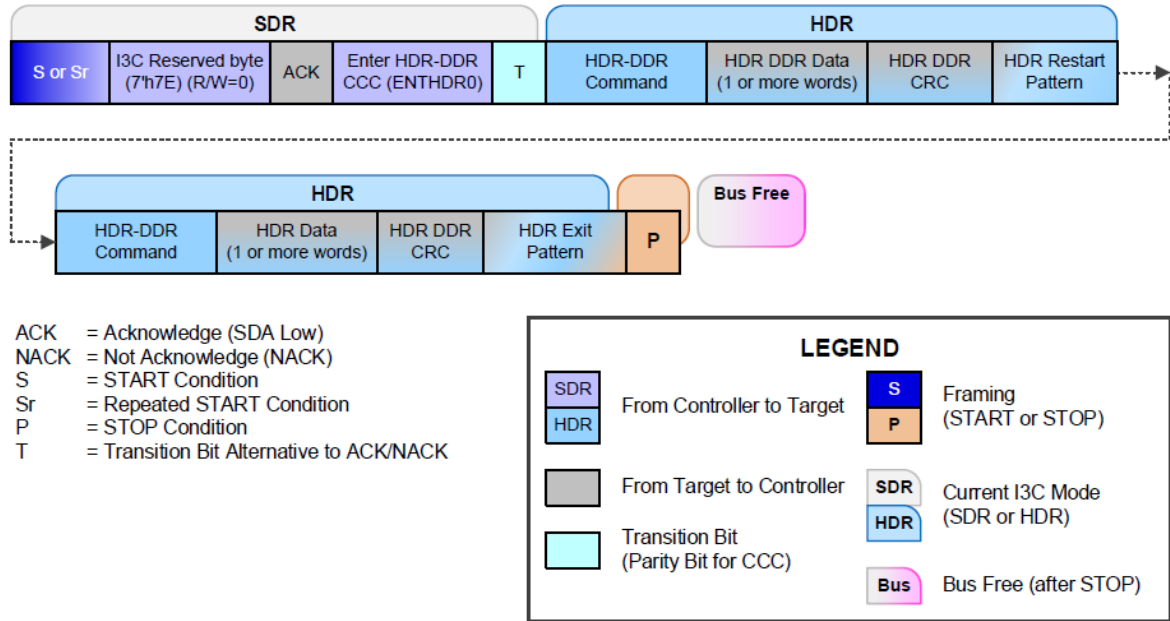 SDR
HDR
S or Sr
I3C Reserved byte
(7'h7E) (R/W=0)
ACK
Enter HDR-DDR
CCC (ENTHDR0)
T
HDR-DDR
Command
HDR DDR Data
(1 or more words)
HDR DDR
CRC
HDR Restart
Pattern
HDR
Bus Free
HDR-DDR
Command
HDR Data
(1 or more words)
HDR DDR
CRC
HDR Exit
Pattern
P
ACK = Acknowledge (SDA Low)
NACK = Not Acknowledge (NACK)
S = START Condition
Sr = Repeated START Condition
P = STOP Condition
T = Transition Bit Alternative to ACK/NACK
LEGEND
SDR
HDR
From Controller to Target
From Target to Controller
Transition Bit
(Parity Bit for CCC)
S
P
Framing
(START or STOP)
SDR
HDR
Current I3C Mode
(SDR or HDR)
Bus
Bus Free (after STOP)